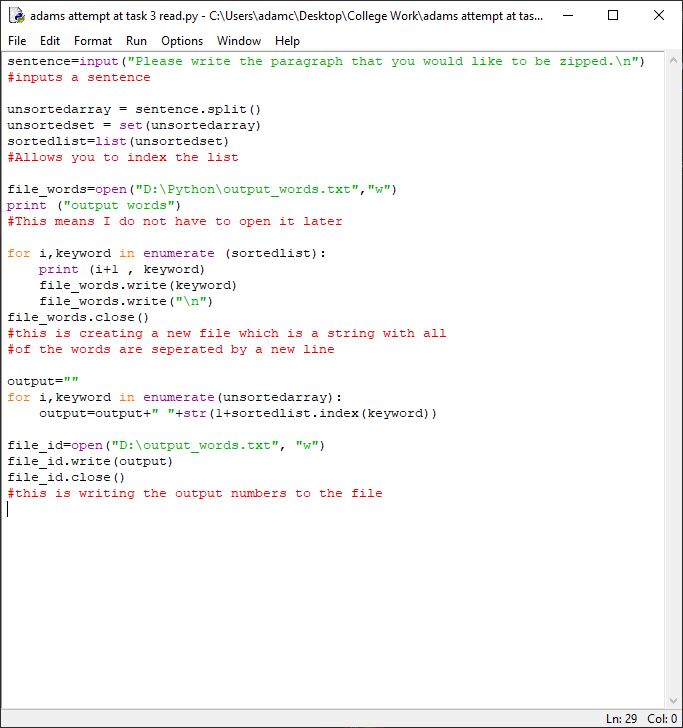 adams attempt at task 3 read.py - C:\Users\adamc\Desktop\College Work\adams attempt at tas...
File Edit Format Run Options Window Help
sentence=input("Please write the paragraph that you would like to be zipped.\n")
#inputs a sentence

unsortedarray = sentence.split()
unsortedset = set(unsortedarray)
sortedlist=list(unsortedset)
#Allows you to index the list

file_words=open("D:\Python\output_words.txt","w")
print ("output words")
#This means I do not have to open it later

for i,keyword in enumerate (sortedlist):
    print (i+1 , keyword)
    file_words.write(keyword)
    file_words.write("\n")
file_words.close()
#this is creating a new file which is a string with all
#of the words are seperated by a new line

output=""
for i,keyword in enumerate(unsortedarray):
    output=output+" "+str(1+sortedlist.index(keyword))

file_id=open("D:\output_words.txt", "w")
file_id.write(output)
file_id.close()
#this is writing the output numbers to the file
Ln: 29 Col: 0